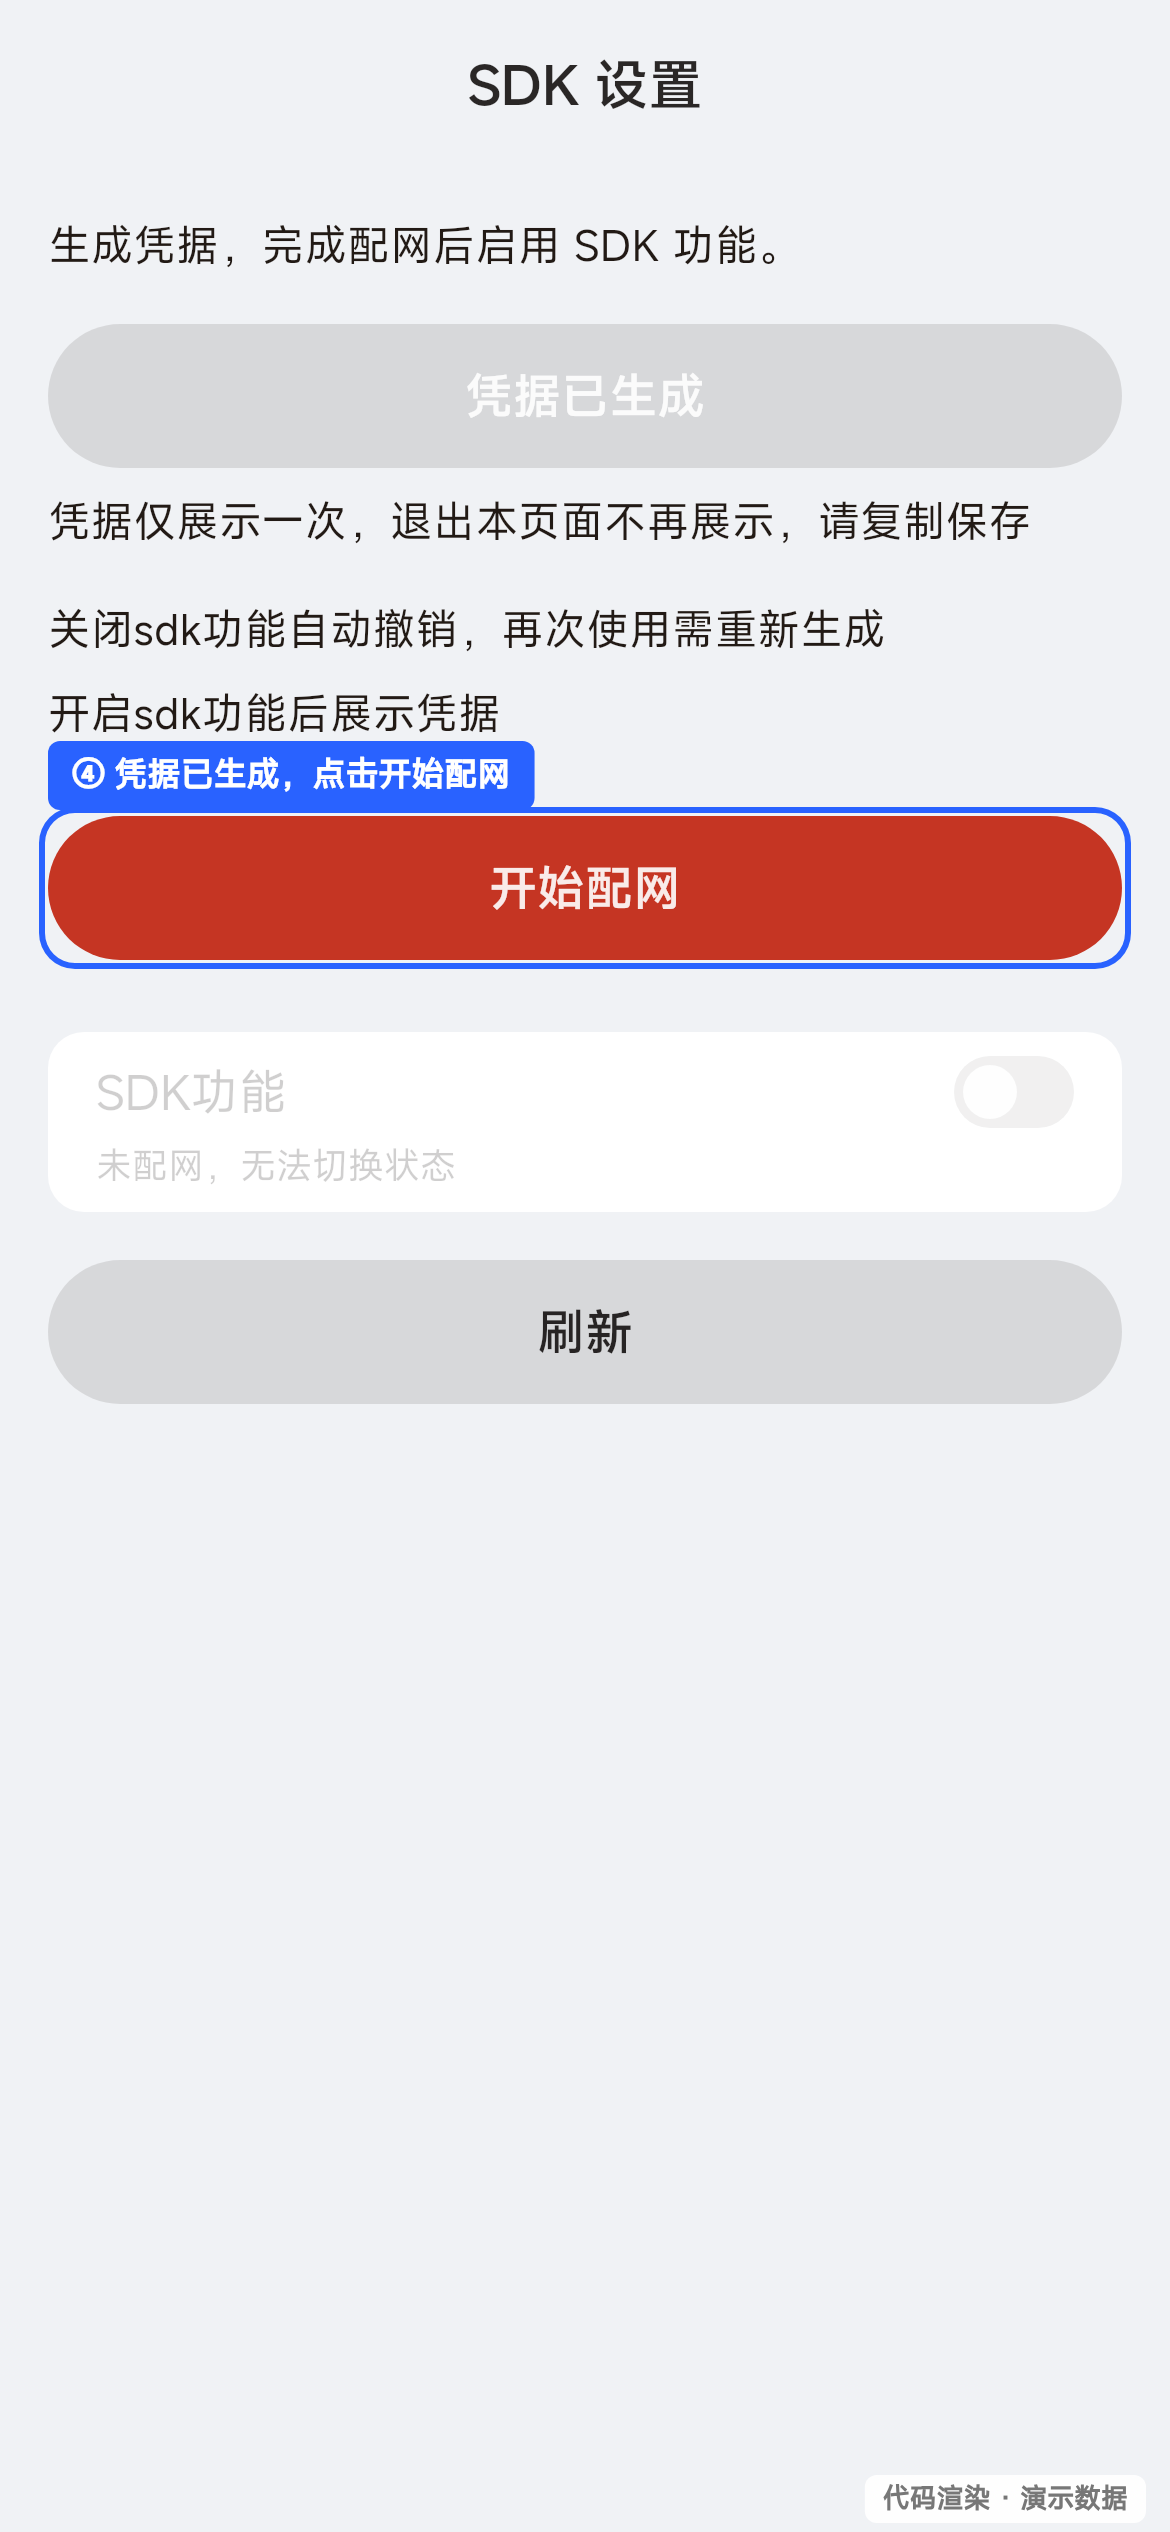 SDK 设置
生成凭据，完成配网后启用 SDK 功能。
凭据已生成
凭据仅展示一次，退出本页面不再展示，请复制保存
关闭sdk功能自动撤销，再次使用需重新生成
开启sdk功能后展示凭据
④ 凭据已生成，点击开始配网
开始配网
SDK功能
未配网，无法切换状态
刷新
代码渲染 · 演示数据